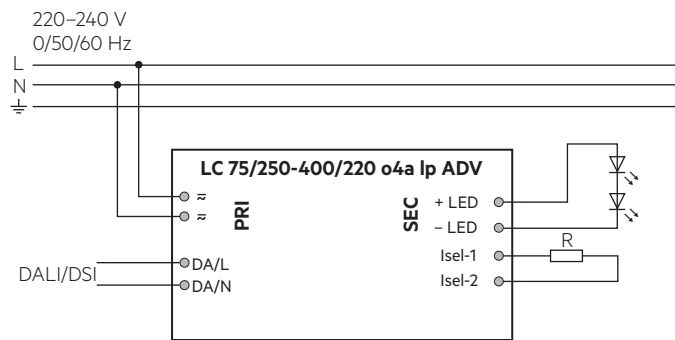 220–240 V
0/50/60 Hz
L
N
LC 75/250-400/220 o4a lp ADV
PRI
SEC
+ LED
– LED
Isel-1
Isel-2
R
DALI/DSI
DA/L
DA/N